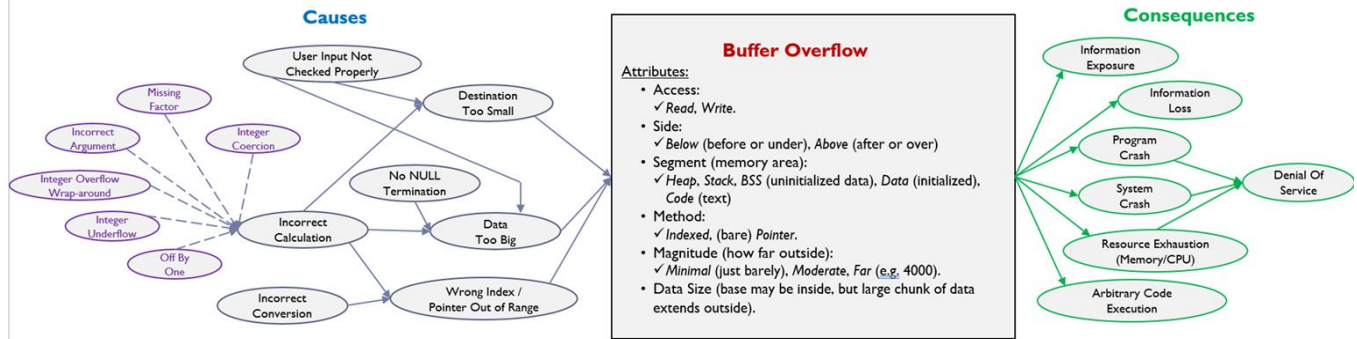 Causes
Consequences
User Input Not
Checked Properly
Missing
Factor
Incorrect
Argument
Integer
Coercion
Integer Overflow
Wrap-around
Integer
Underflow
Off By
One
Destination
Too Small
No NULL
Termination
Incorrect
Calculation
Data
Too Big
Incorrect
Conversion
Wrong Index /
Pointer Out of Range
Buffer Overflow
Attributes:
• Access:
✓Read, Write.
• Side:
✓Below (before or under), Above (after or over)
• Segment (memory area):
✓Heap, Stack, BSS (uninitialized data), Data (initialized),
Code (text)
• Method:
✓Indexed, (bare) Pointer.
• Magnitude (how far outside):
✓Minimal (just barely), Moderate, Far (e.g. 4000).
• Data Size (base may be inside, but large chunk of data
extends outside).
Information
Exposure
Information
Loss
Program
Crash
System
Crash
Denial Of
Service
Resource Exhaustion
(Memory/CPU)
Arbitrary Code
Execution